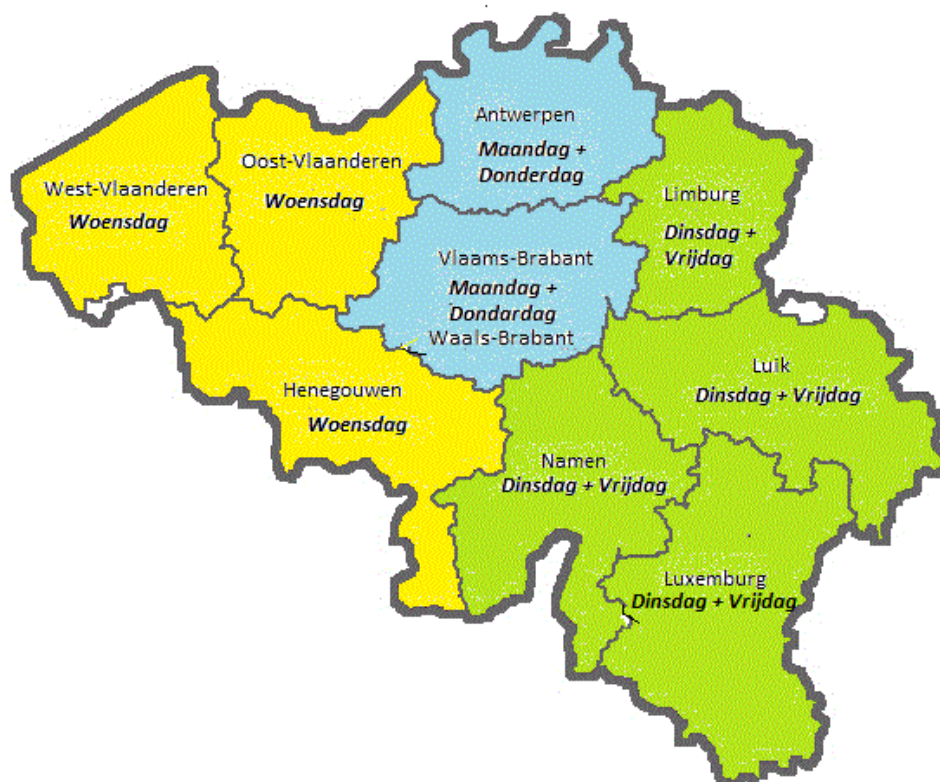 Antwerpen
Maandag +
Donderdag
Oost-Vlaanderen
Woensdag
West-Vlaanderen
Woensdag
Limburg
Dinsdag +
Vrijdag
Vlaams-Brabant
Maandag +
Dondardag
Waals-Brabant
Henegouwen
Woensdag
Luik
Dinsdag + Vrijdag
Namen
Dinsdag + Vrijdag
Luxemburg
Dinsdag + Vrijdag